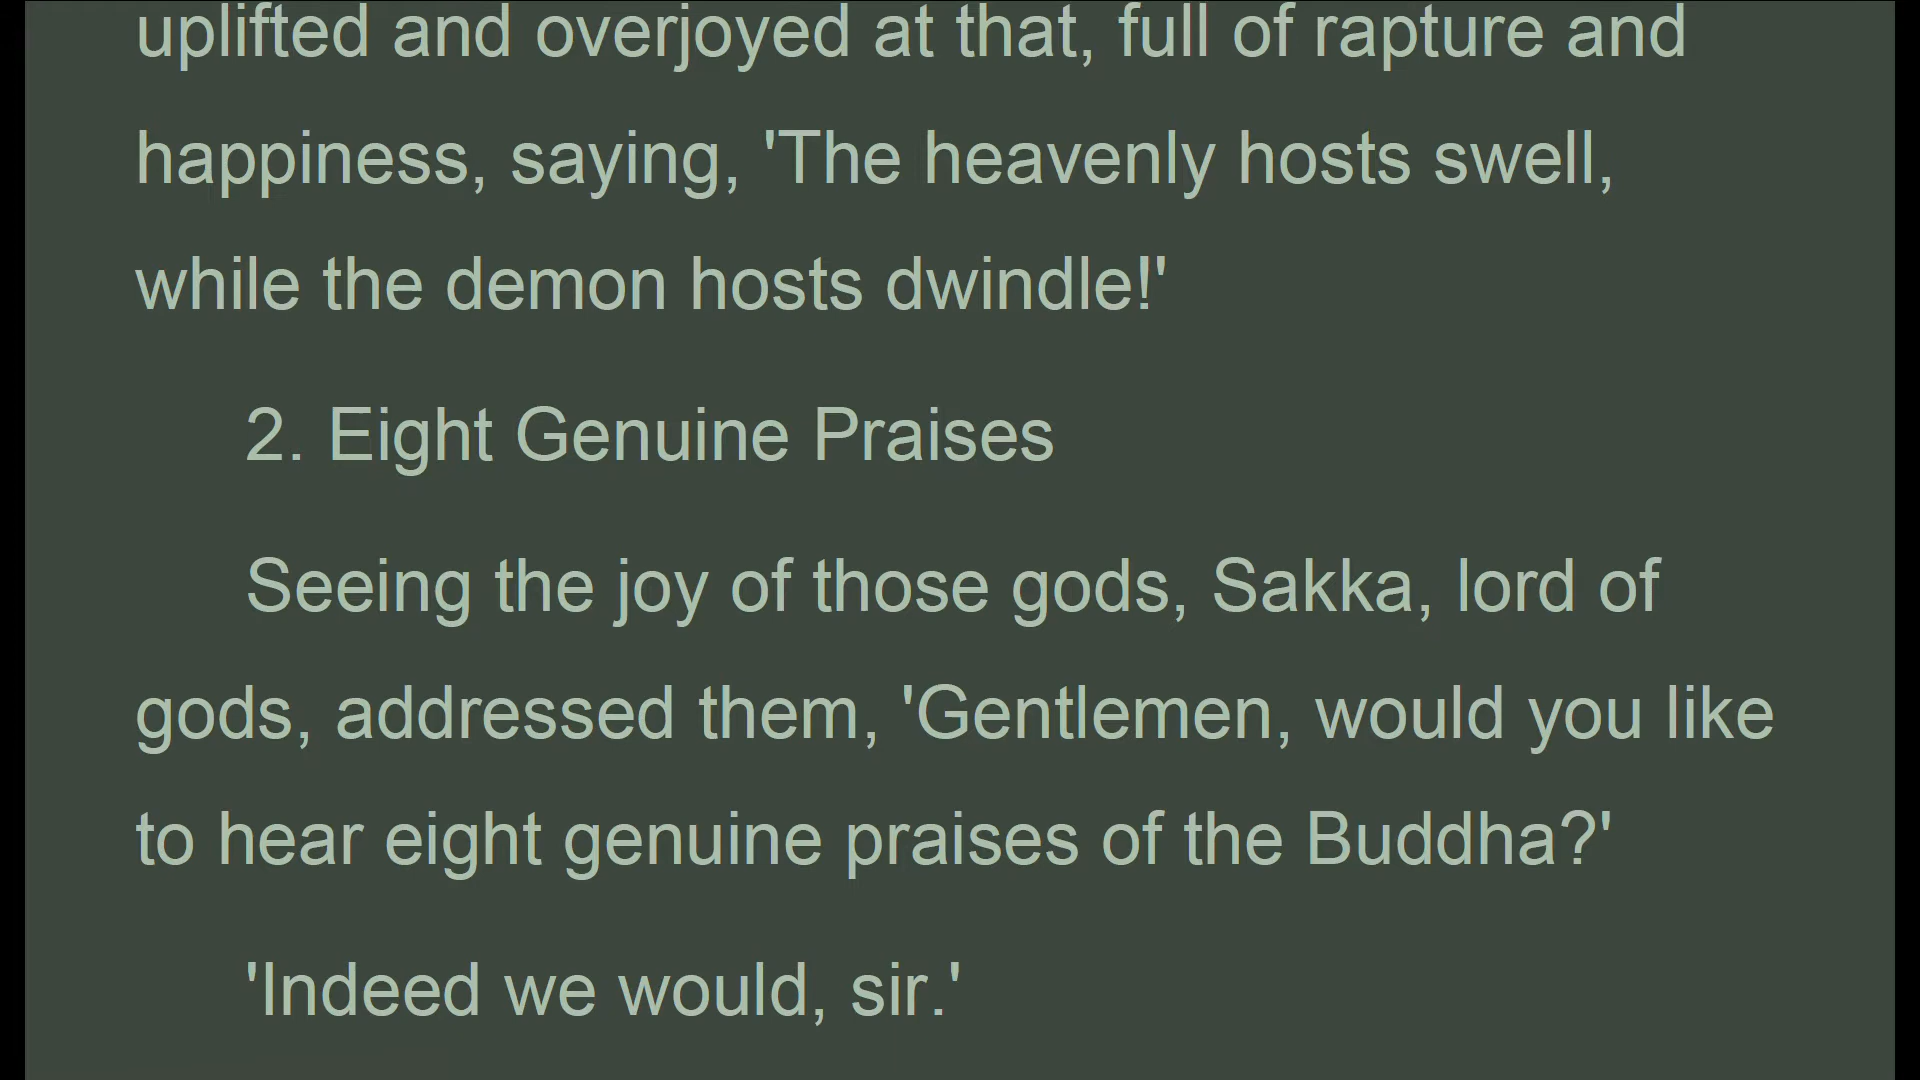 uplifted and overjoyed at that, full of rapture and
happiness, saying, 'The heavenly hosts swell,
while the demon hosts dwindle!'
2. Eight Genuine Praises
Seeing the joy of those gods, Sakka, lord of
gods, addressed them, 'Gentlemen, would you like
to hear eight genuine praises of the Buddha?'
'Indeed we would, sir.'